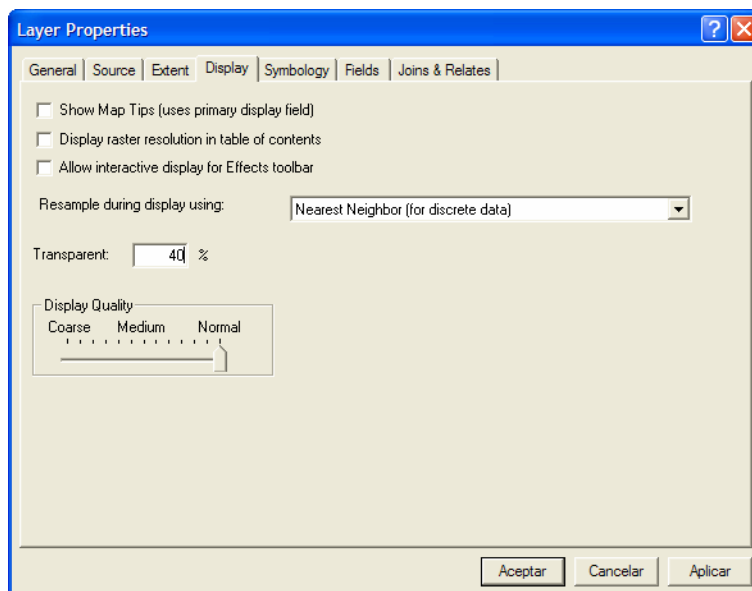 Layer Properties
General Source Extent Display Symbology Fields Joins & Relates
Show Map Tips (uses primary display field)
Display raster resolution in table of contents
Allow interactive display for Effects toolbar
Resample during display using: Nearest Neighbor (for discrete data)
Transparent: 40 %
Display Quality
Coarse Medium Normal
Aceptar Cancelar Aplicar